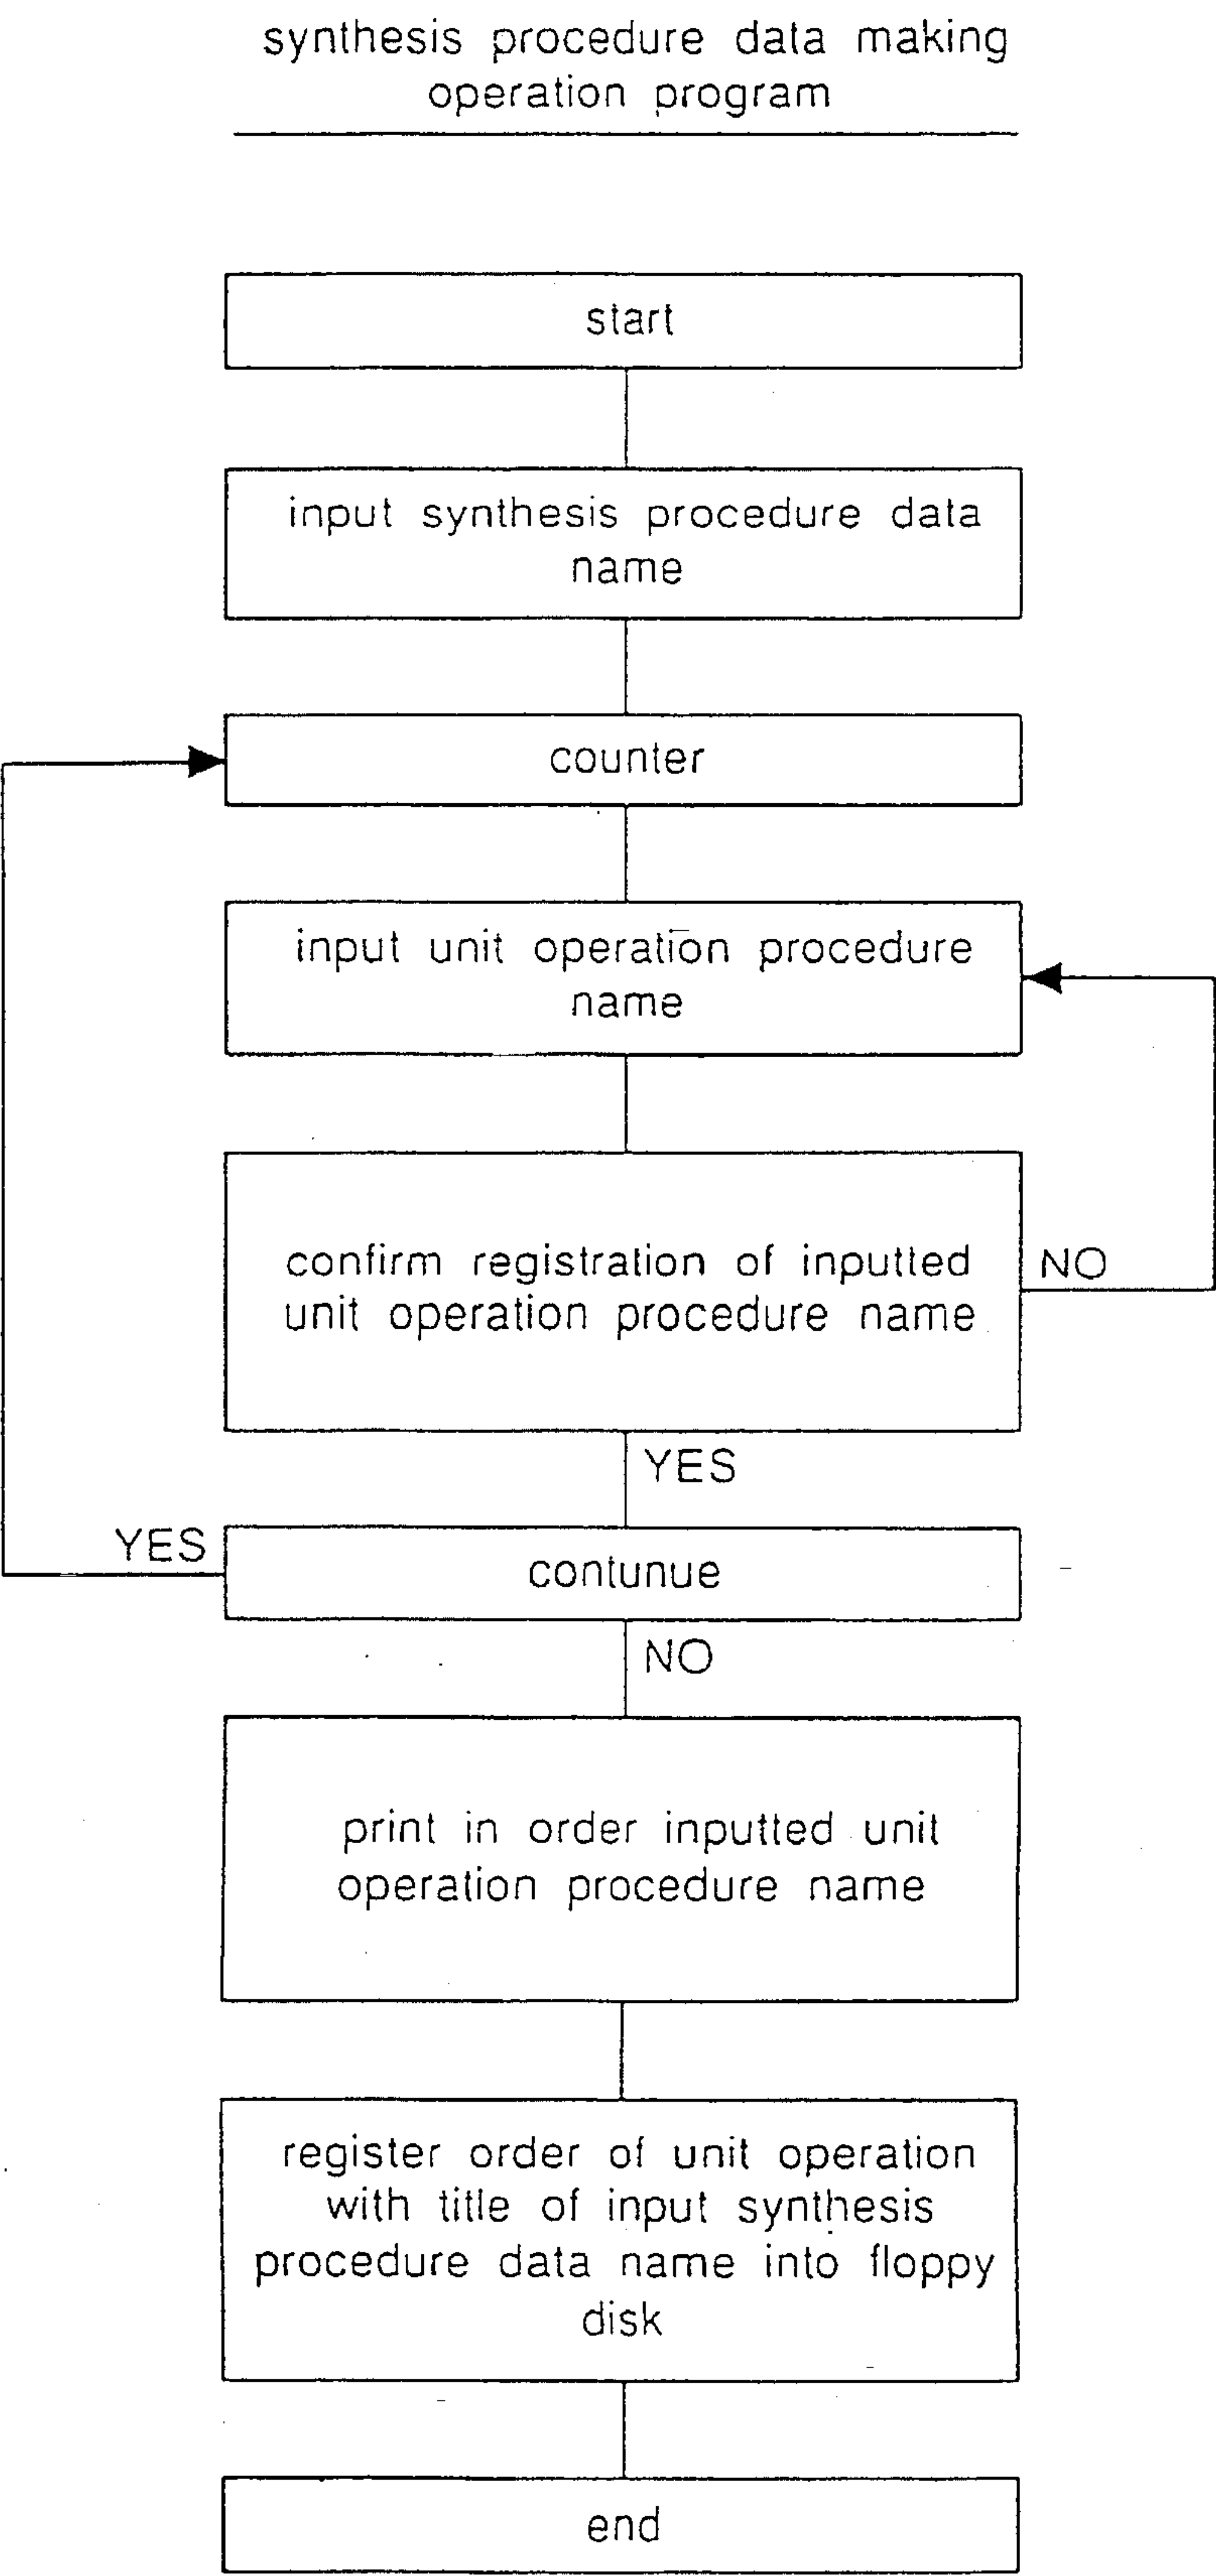 synthesis procedure data making
operation program
start
input synthesis procedure data
name
counter
input unit operation procedure
name
confirm registration of inputted
unit operation procedure name
NO
YES
YES
contunue
NO
print in order inputted unit
operation procedure name
register order of unit operation
with title of input synthesis
procedure data name into floppy
disk
end